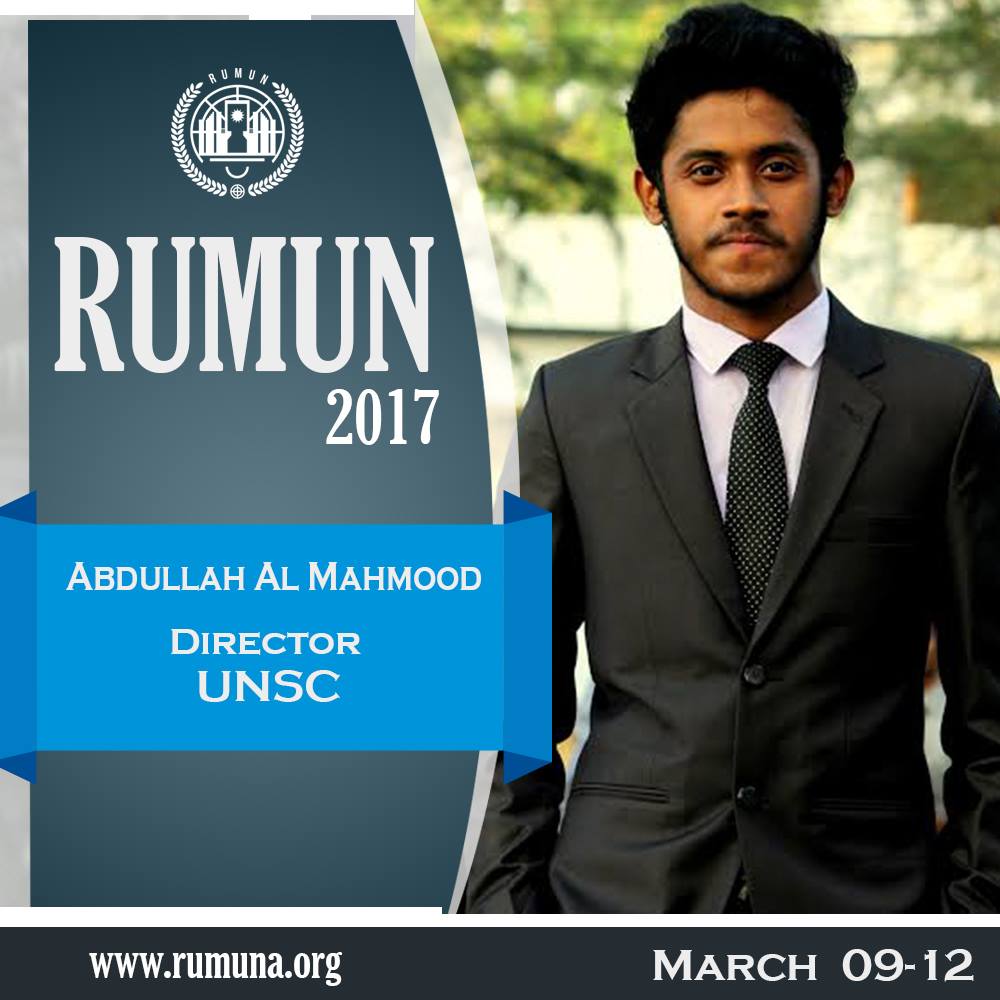 RUMUN
RUMUN
2017
Abdullah Al Mahmood
Director
UNSC
www.rumuna.org
March 09-12